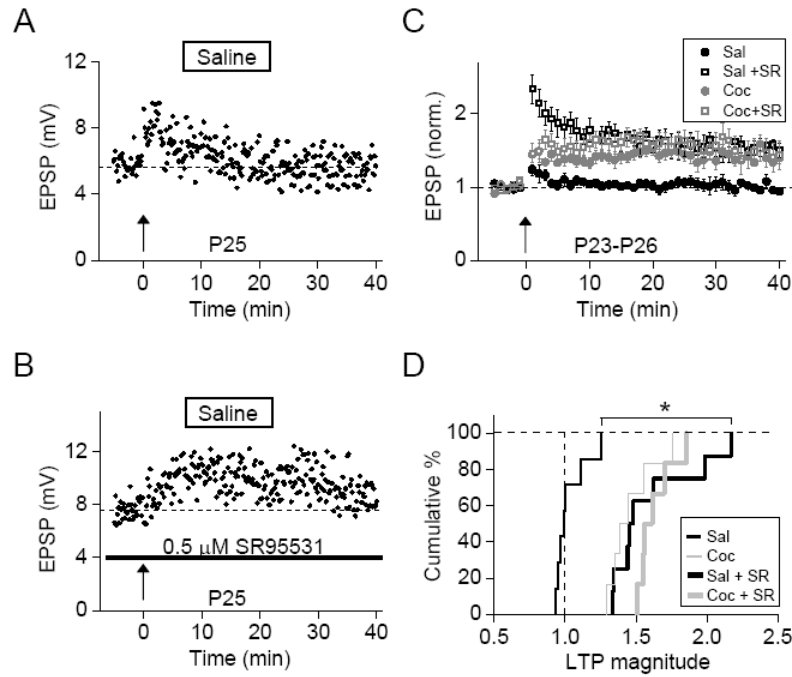 A
Saline
12
8
4
0
EPSP (mV)
P25
0 10 20 30 40
Time (min)
C
Sal
Sal +SR
Coc
Coc+SR
2
1
0
EPSP (norm.)
P23-P26
0 10 20 30 40
Time (min)
B
Saline
12
8
4
0
EPSP (mV)
0.5 μM SR95531
P25
0 10 20 30 40
Time (min)
D
*
100
80
60
40
20
0
Cumulative %
Sal
Coc
Sal + SR
Coc + SR
0.5 1.0 1.5 2.0 2.5
LTP magnitude